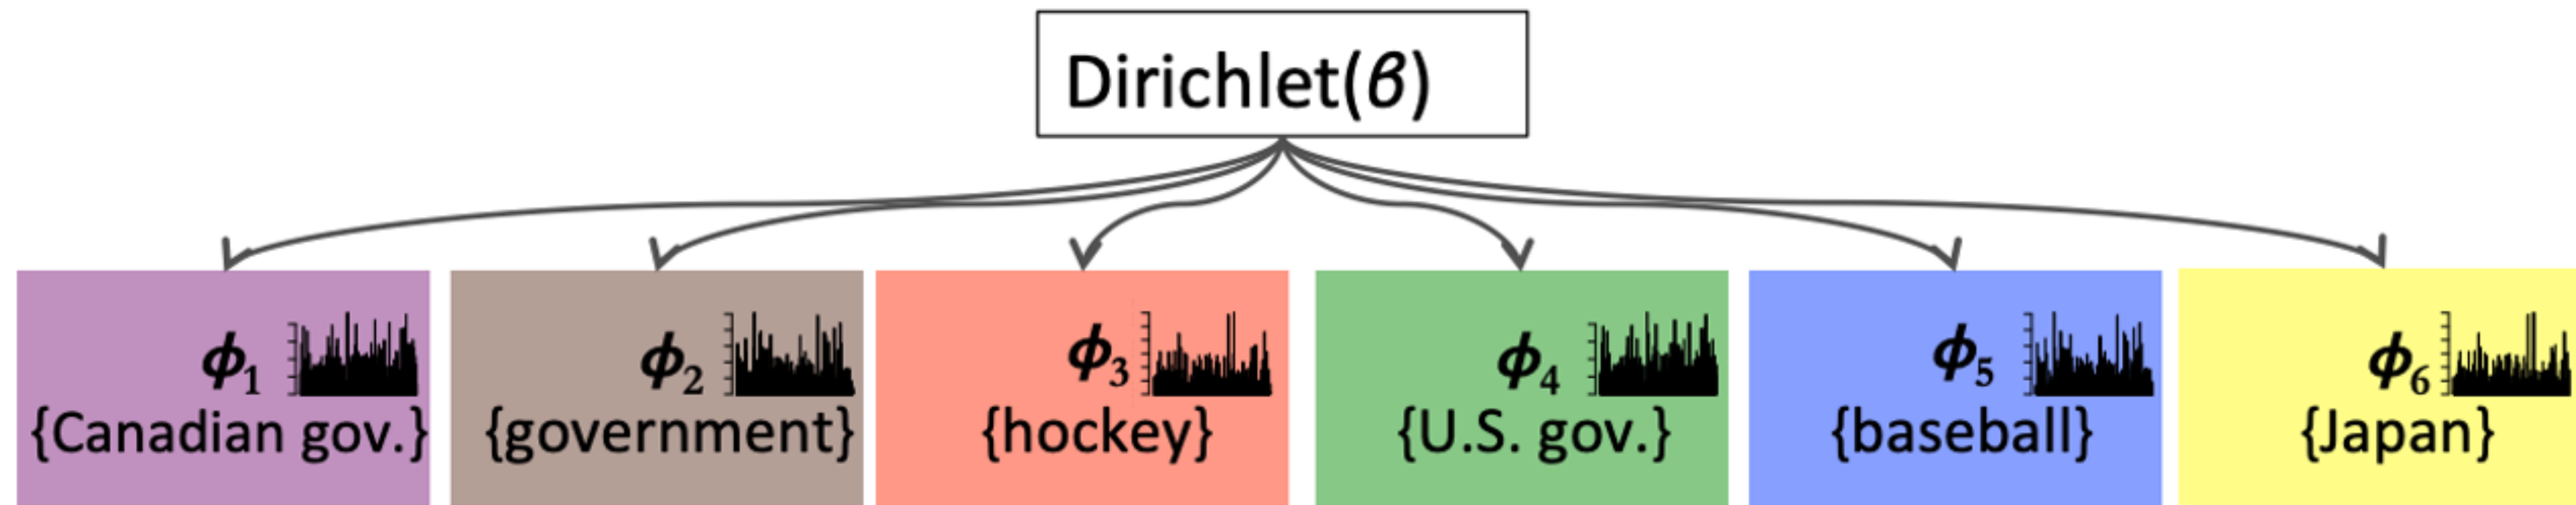 Dirichlet(β)
ϕ1 ϕ2 ϕ3 ϕ4 ϕ5 ϕ6
{Canadian gov.} {government} {hockey} {U.S. gov.} {baseball} {Japan}